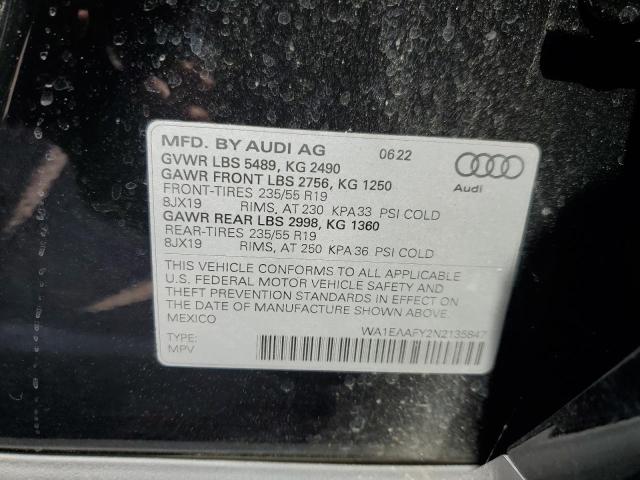 MFD. BY AUDI AG 0622
GVWR LBS 5489, KG 2490
GAWR FRONT LBS 2756, KG 1250
FRONT-TIRES 235/55 R19
8JX19 RIMS, AT 230 KPA33 PSI COLD
GAWR REAR LBS 2998, KG 1360
REAR-TIRES 235/55 R19
8JX19 RIMS, AT 250 KPA36 PSI COLD
Audi
THIS VEHICLE CONFORMS TO ALL APPLICABLE
U.S. FEDERAL MOTOR VEHICLE SAFETY AND
THEFT PREVENTION STANDARDS IN EFFECT ON
THE DATE OF MANUFACTURE SHOWN ABOVE.
MEXICO
WA1EAAFY2N2135847
TYPE:
MPV